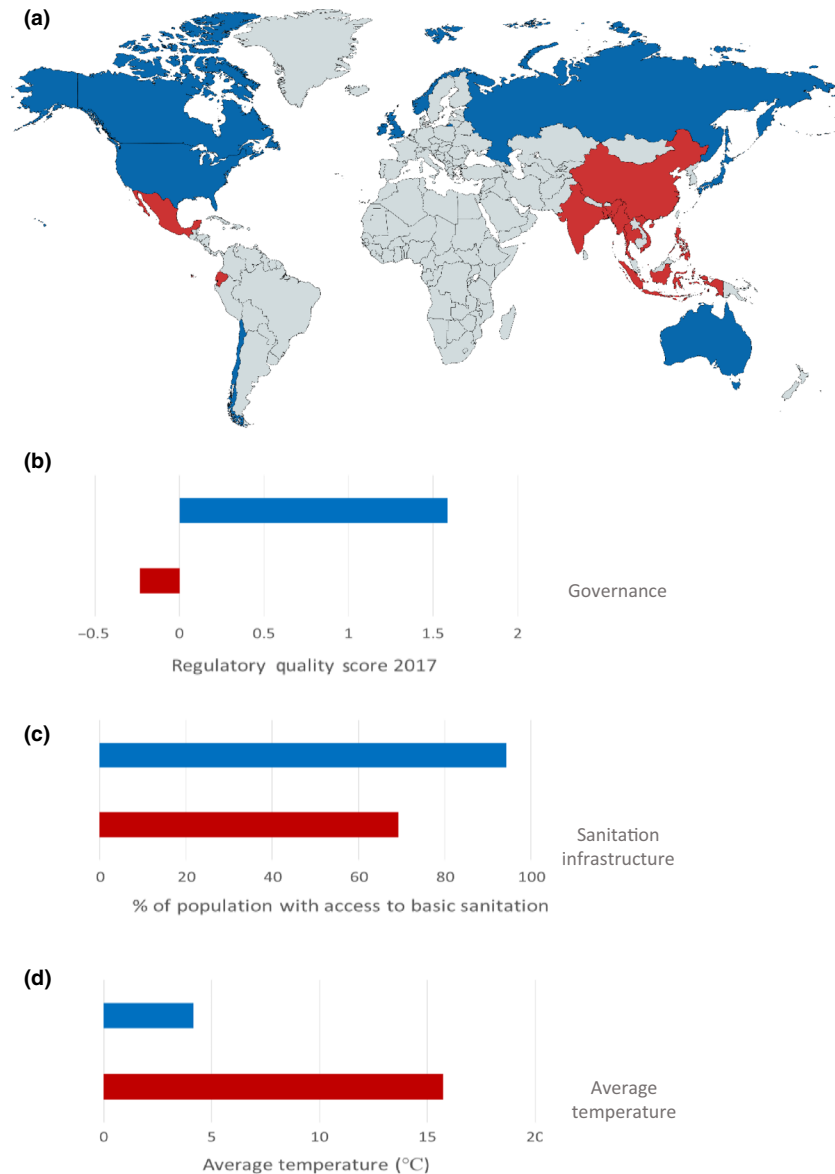 (a)
(b)
Governance
−0.5 0 0.5 1 1.5 2
Regulatory quality score 2017
(c)
Sanitation
infrastructure
0 20 40 60 80 100
% of population with access to basic sanitation
(d)
Average
temperature
0 5 10 15 20
Average temperature (°C)